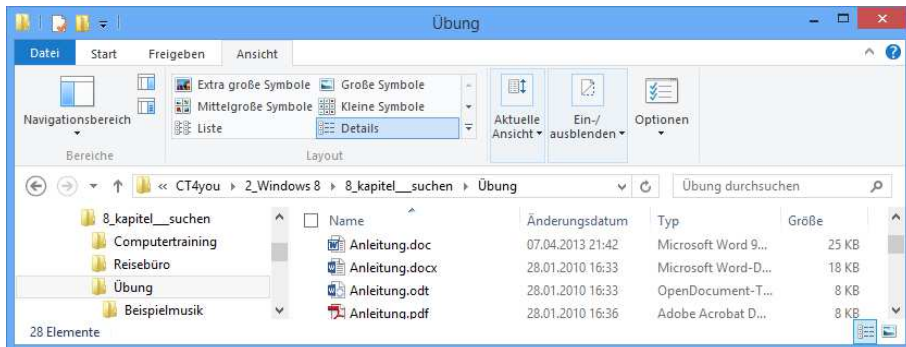 Übung
Datei Start Freigeben Ansicht
Extra große Symbole Große Symbole
Mittelgroße Symbole Kleine Symbole
Liste Details
Navigationsbereich
Aktuelle Ansicht
Ein-/ ausblenden
Optionen
Bereiche Layout
« CT4you 2_Windows 8 8_kapitel__suchen Übung Übung durchsuchen
8_kapitel__suchen Name Änderungsdatum Typ Größe
Computertraining Anleitung.doc 07.04.2013 21:42 Microsoft Word 9... 25 KB
Reisebüro Anleitung.docx 28.01.2010 16:33 Microsoft Word-D... 18 KB
Übung Anleitung.odt 28.01.2010 16:33 OpenDocument-T... 8 KB
Beispielmusik Anleitung.pdf 28.01.2010 16:36 Adobe Acrobat D... 8 KB
28 Elemente